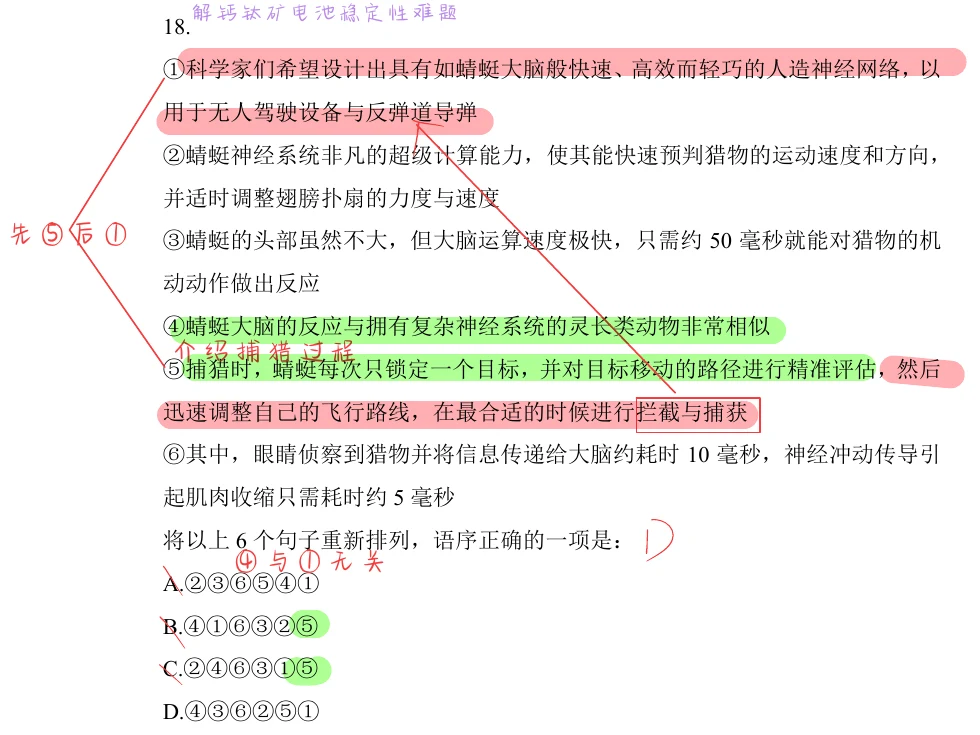 解钙钛矿电池稳定性难题
18.
①科学家们希望设计出具有如蜻蜓大脑般快速、高效而轻巧的人造神经网络，以
用于无人驾驶设备与反弹道导弹
②蜻蜓神经系统非凡的超级计算能力，使其能快速预判猎物的运动速度和方向，
并适时调整翅膀扑扇的力度与速度
先⑤后①
③蜻蜓的头部虽然不大，但大脑运算速度极快，只需约 50 毫秒就能对猎物的机
动动作做出反应
④蜻蜓大脑的反应与拥有复杂神经系统的灵长类动物非常相似
介绍捕猎过程
⑤捕猎时，蜻蜓每次只锁定一个目标，并对目标移动的路径进行精准评估，然后
迅速调整自己的飞行路线，在最合适的时候进行拦截与捕获
⑥其中，眼睛侦察到猎物并将信息传递给大脑约耗时 10 毫秒，神经冲动传导引
起肌肉收缩只需耗时约 5 毫秒
将以上 6 个句子重新排列，语序正确的一项是： D
④与①无关
A.②③⑥⑤④①
B.④①⑥③②⑤
C.②④⑥③①⑤
D.④③⑥②⑤①